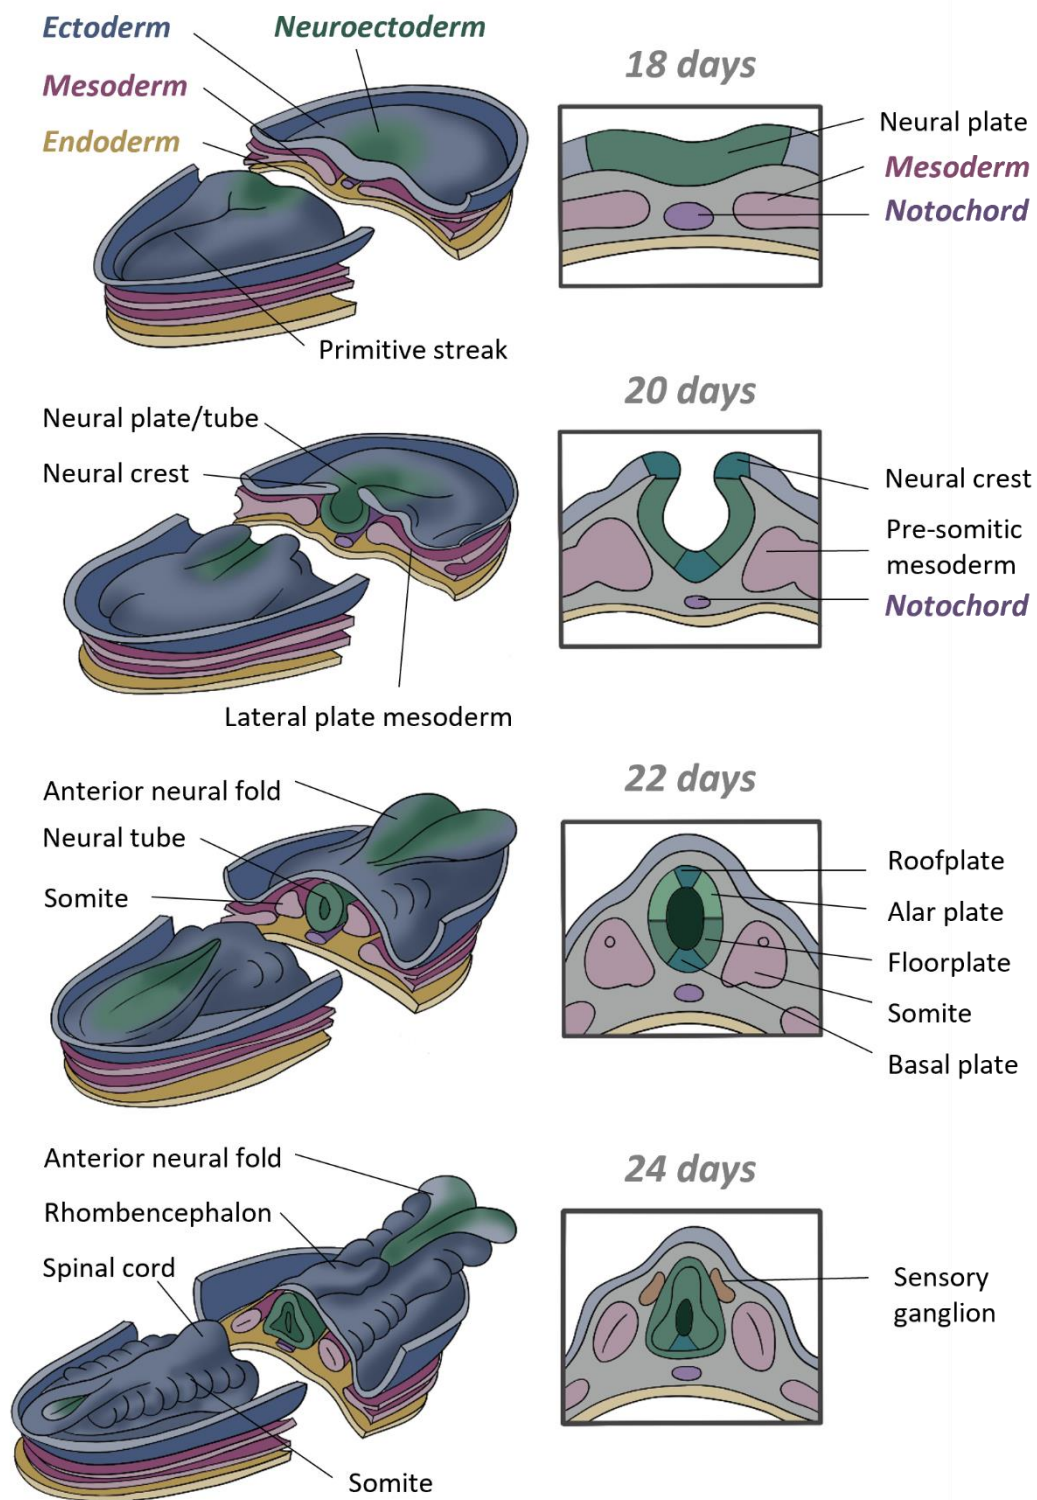 Ectoderm
Neuroectoderm
Mesoderm
Endoderm
Primitive streak
18 days
Neural plate
Mesoderm
Notochord
Neural plate/tube
Neural crest
Lateral plate mesoderm
20 days
Neural crest
Pre-somitic
mesoderm
Notochord
Anterior neural fold
Neural tube
Somite
22 days
Roofplate
Alar plate
Floorplate
Somite
Basal plate
Anterior neural fold
Rhombencephalon
Spinal cord
Somite
24 days
Sensory
ganglion